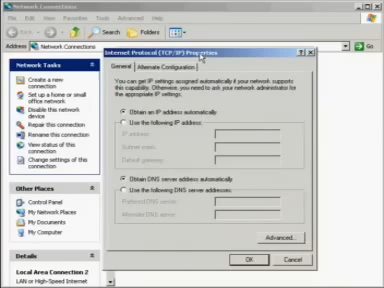 Network Connections
File Edit View Favorites Tools Advanced Help
Back Search Folders
Address Network Connections Go
Network Tasks
Create a new connection
Set up a home or small office network
Disable this network device
Repair this connection
Rename this connection
View status of this connection
Change settings of this connection
Other Places
Control Panel
My Network Places
My Documents
My Computer
Details
Local Area Connection 2
LAN or High-Speed Internet
Internet Protocol (TCP/IP) Properties
General Alternate Configuration
You can get IP settings assigned automatically if your network supports
this capability. Otherwise, you need to ask your network administrator for
the appropriate IP settings.
Obtain an IP address automatically
Use the following IP address:
IP address:
Subnet mask:
Default gateway:
Obtain DNS server address automatically
Use the following DNS server addresses:
Preferred DNS server:
Alternate DNS server:
Advanced...
OK Cancel